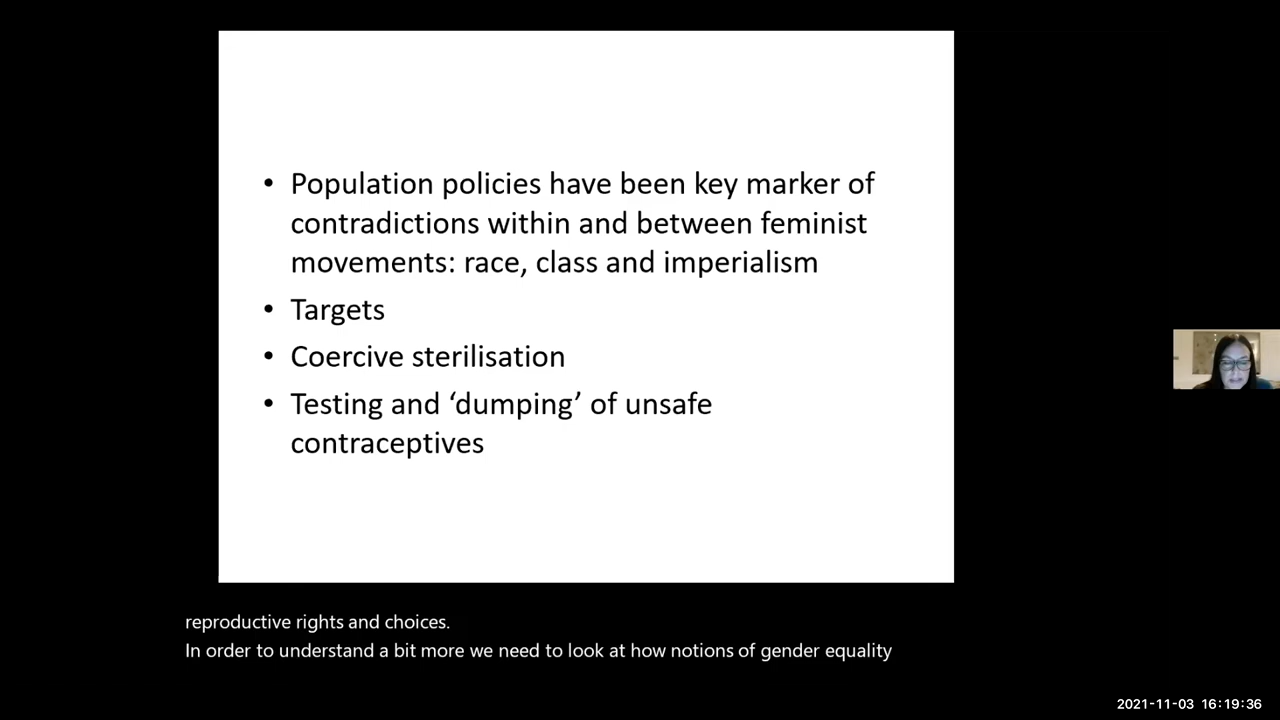 • Population policies have been key marker of
contradictions within and between feminist
movements: race, class and imperialism
• Targets
• Coercive sterilisation
• Testing and ‘dumping’ of unsafe
contraceptives
reproductive rights and choices.
In order to understand a bit more we need to look at how notions of gender equality
2021-11-03 16:19:36